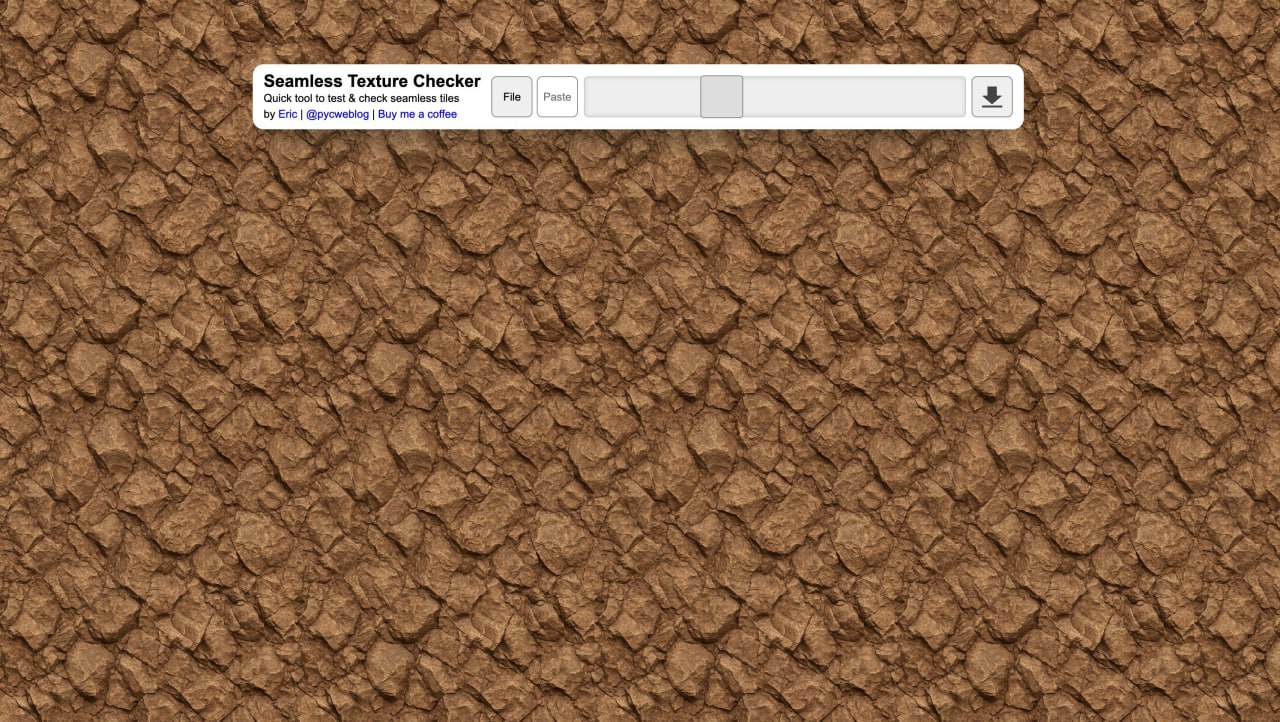 Seamless Texture Checker
Quick tool to test & check seamless tiles
by Eric | @pycweblog | Buy me a coffee
File
Paste